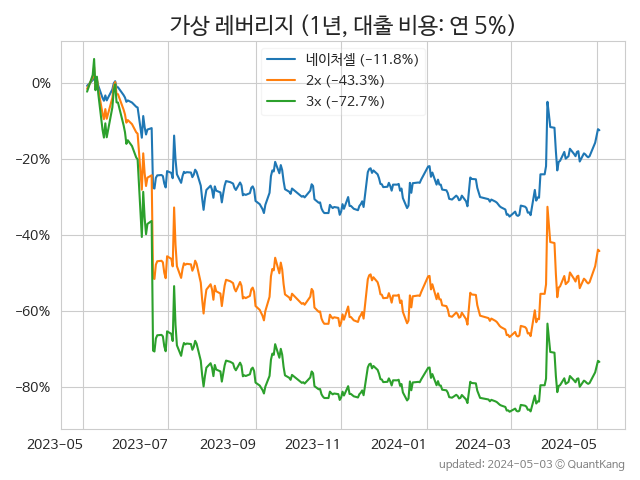 가상 레버리지 (1년, 대출 비용: 연 5%)
네이처셀 (−11.8%)
2x (−43.3%)
3x (−72.7%)
0%
−20%
−40%
−60%
−80%
2023-05 2023-07 2023-09 2023-11 2024-01 2024-03 2024-05
updated: 2024-05-03 © QuantKang